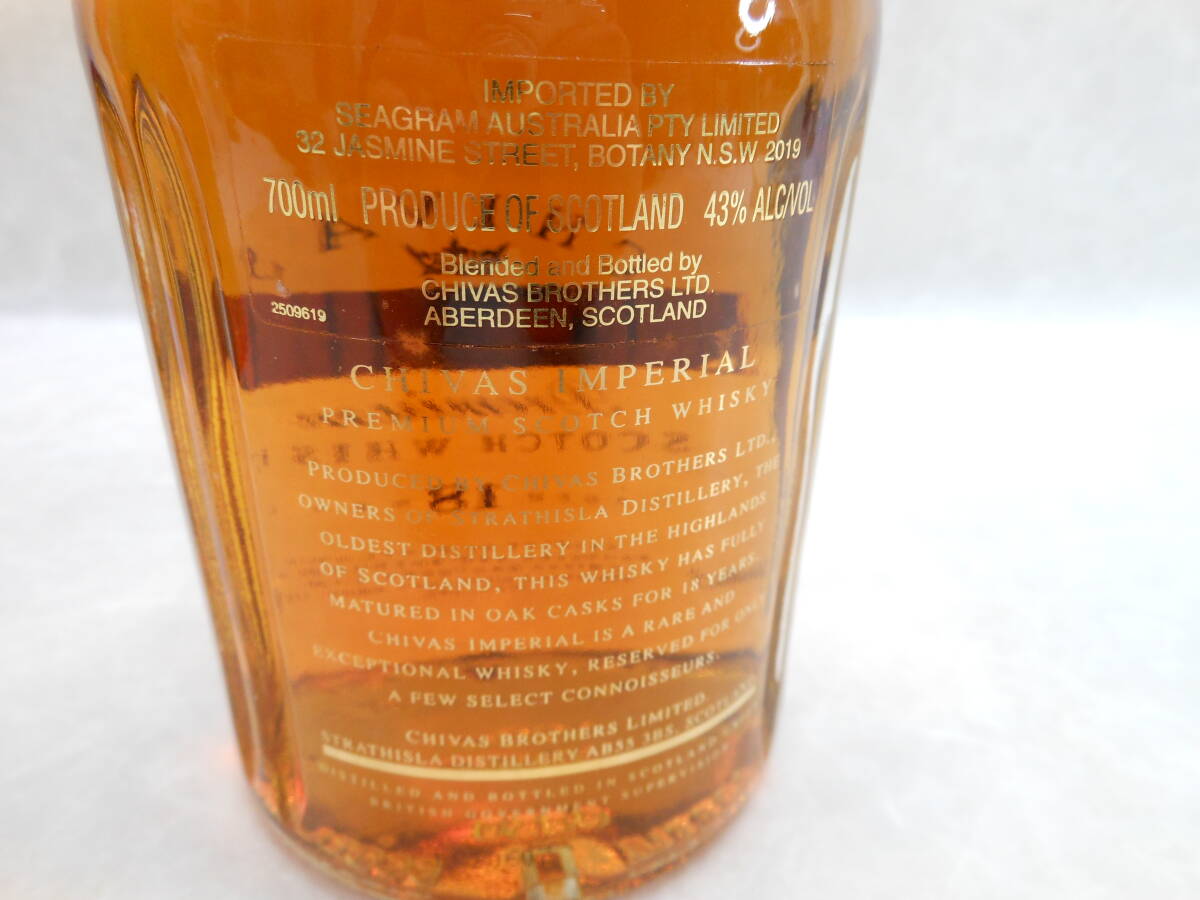 IMPORTED BY
SEAGRAM AUSTRALIA PTY LIMITED
32 JASMINE STREET, BOTANY N.S.W 2019
700ml PRODUCE OF SCOTLAND 43% ALC/VOL
Blended and Bottled by
CHIVAS BROTHERS LTD.
ABERDEEN, SCOTLAND
2509619
CHIVAS IMPERIAL
PREMIUM SCOTCH WHISKY
PRODUCED BY CHIVAS BROTHERS LTD.,
OWNERS OF STRATHISLA DISTILLERY, THE
OLDEST DISTILLERY IN THE HIGHLANDS
OF SCOTLAND, THIS WHISKY HAS FULLY
MATURED IN OAK CASKS FOR 18 YEARS.
CHIVAS IMPERIAL IS A RARE AND
EXCEPTIONAL WHISKY, RESERVED FOR ONLY
A FEW SELECT CONNOISSEURS.
CHIVAS BROTHERS LIMITED,
STRATHISLA DISTILLERY AB55 3BS, SCOTLAND
DISTILLED AND BOTTLED IN SCOTLAND
BRITISH GOVERNMENT SUPERVISION
SCOTCH WHISKY
18